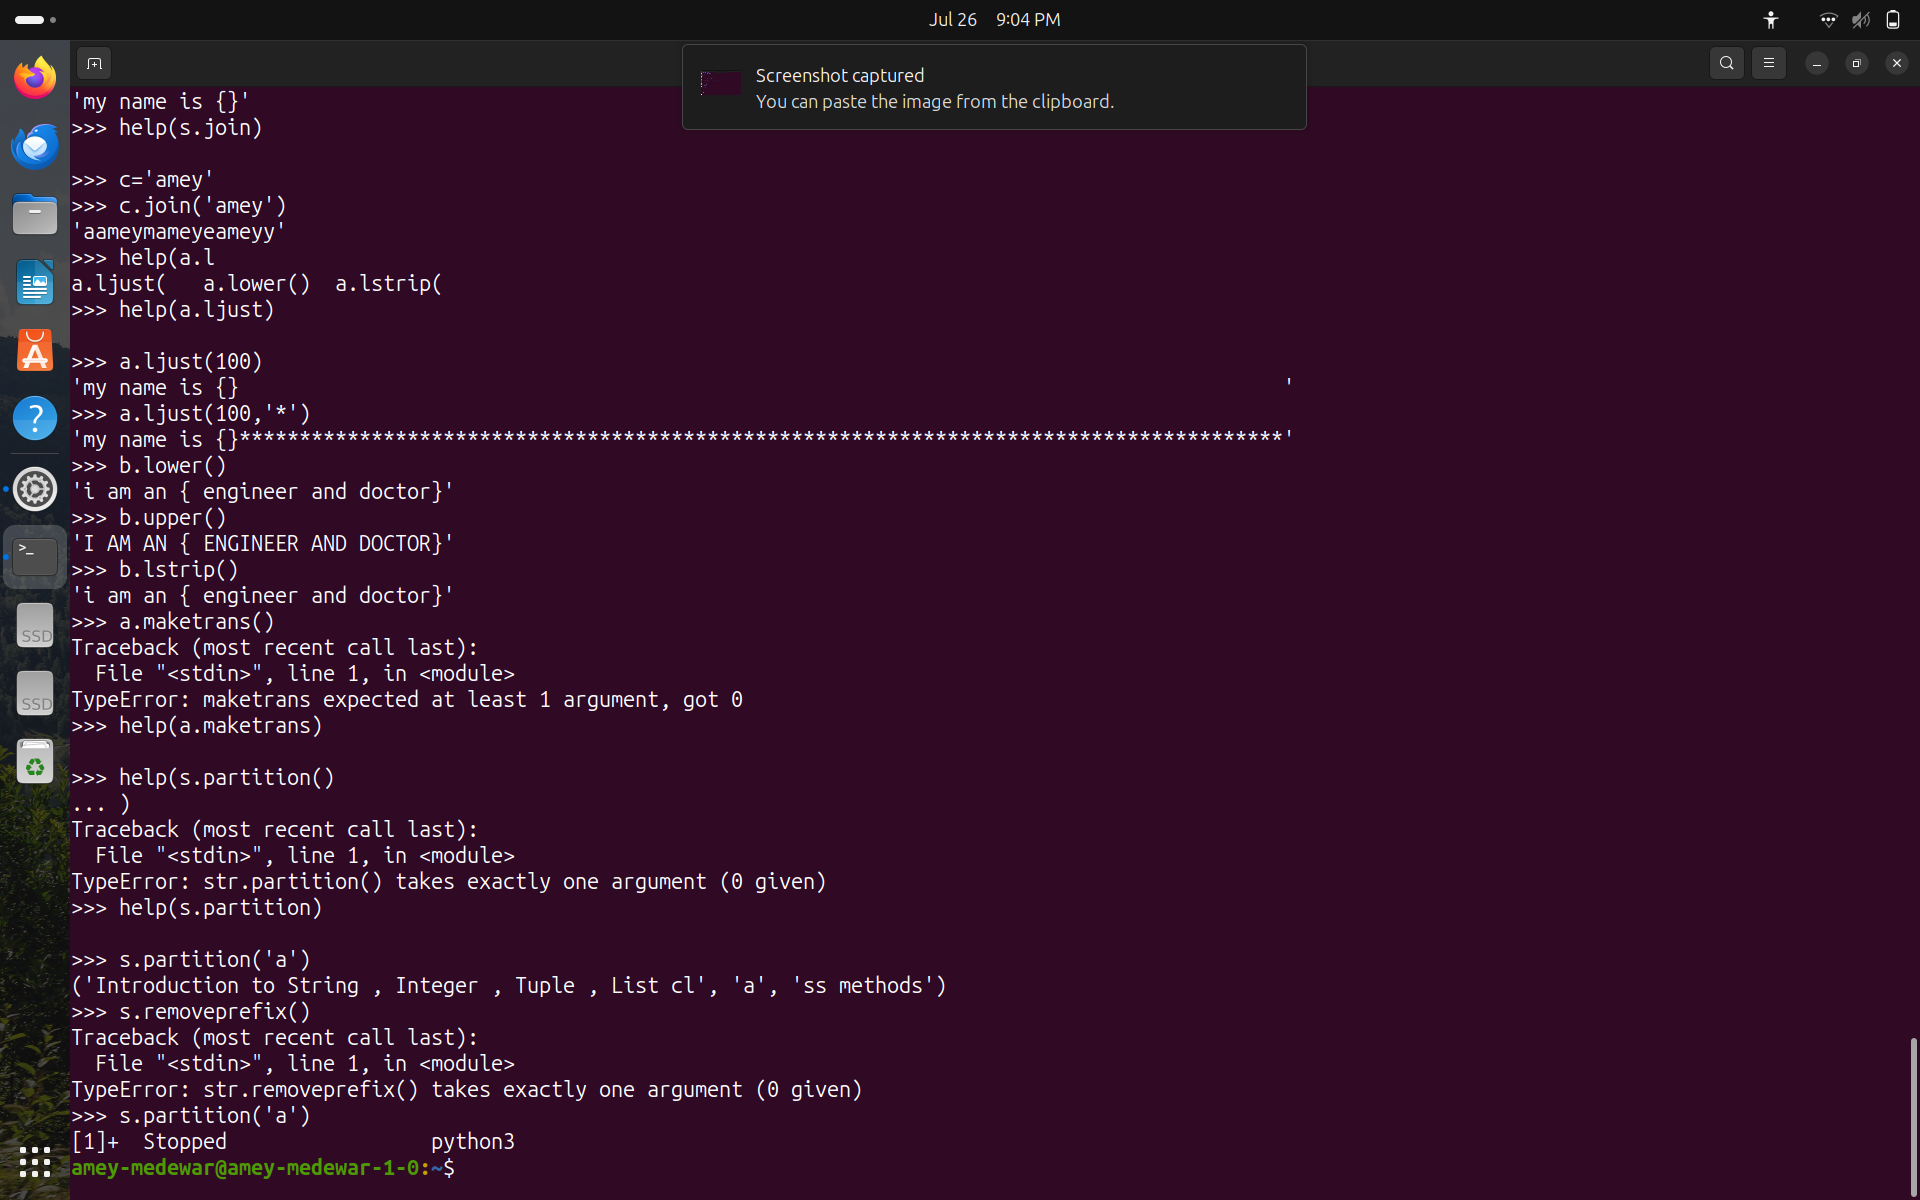 Jul 26 9:04 PM
Screenshot captured
You can paste the image from the clipboard.
'my name is {}'
>>> help(s.join)
>>> c='amey'
>>> c.join('amey')
'aameymameyeameyy'
>>> help(a.l
a.ljust(   a.lower()  a.lstrip(
>>> help(a.ljust)
>>> a.ljust(100)
'my name is {}                                                                                       '
>>> a.ljust(100,'*')
'my name is {}***************************************************************************************'
>>> b.lower()
'i am an { engineer and doctor}'
>>> b.upper()
'I AM AN { ENGINEER AND DOCTOR}'
>>> b.lstrip()
'i am an { engineer and doctor}'
>>> a.maketrans()
Traceback (most recent call last):
  File "<stdin>", line 1, in <module>
TypeError: maketrans expected at least 1 argument, got 0
>>> help(a.maketrans)
>>> help(s.partition()
... )
Traceback (most recent call last):
  File "<stdin>", line 1, in <module>
TypeError: str.partition() takes exactly one argument (0 given)
>>> help(s.partition)
>>> s.partition('a')
('Introduction to String , Integer , Tuple , List cl', 'a', 'ss methods')
>>> s.removeprefix()
Traceback (most recent call last):
  File "<stdin>", line 1, in <module>
TypeError: str.removeprefix() takes exactly one argument (0 given)
>>> s.partition('a')
[1]+  Stopped                 python3
amey-medewar@amey-medewar-1-0:~$
SSD
SSD